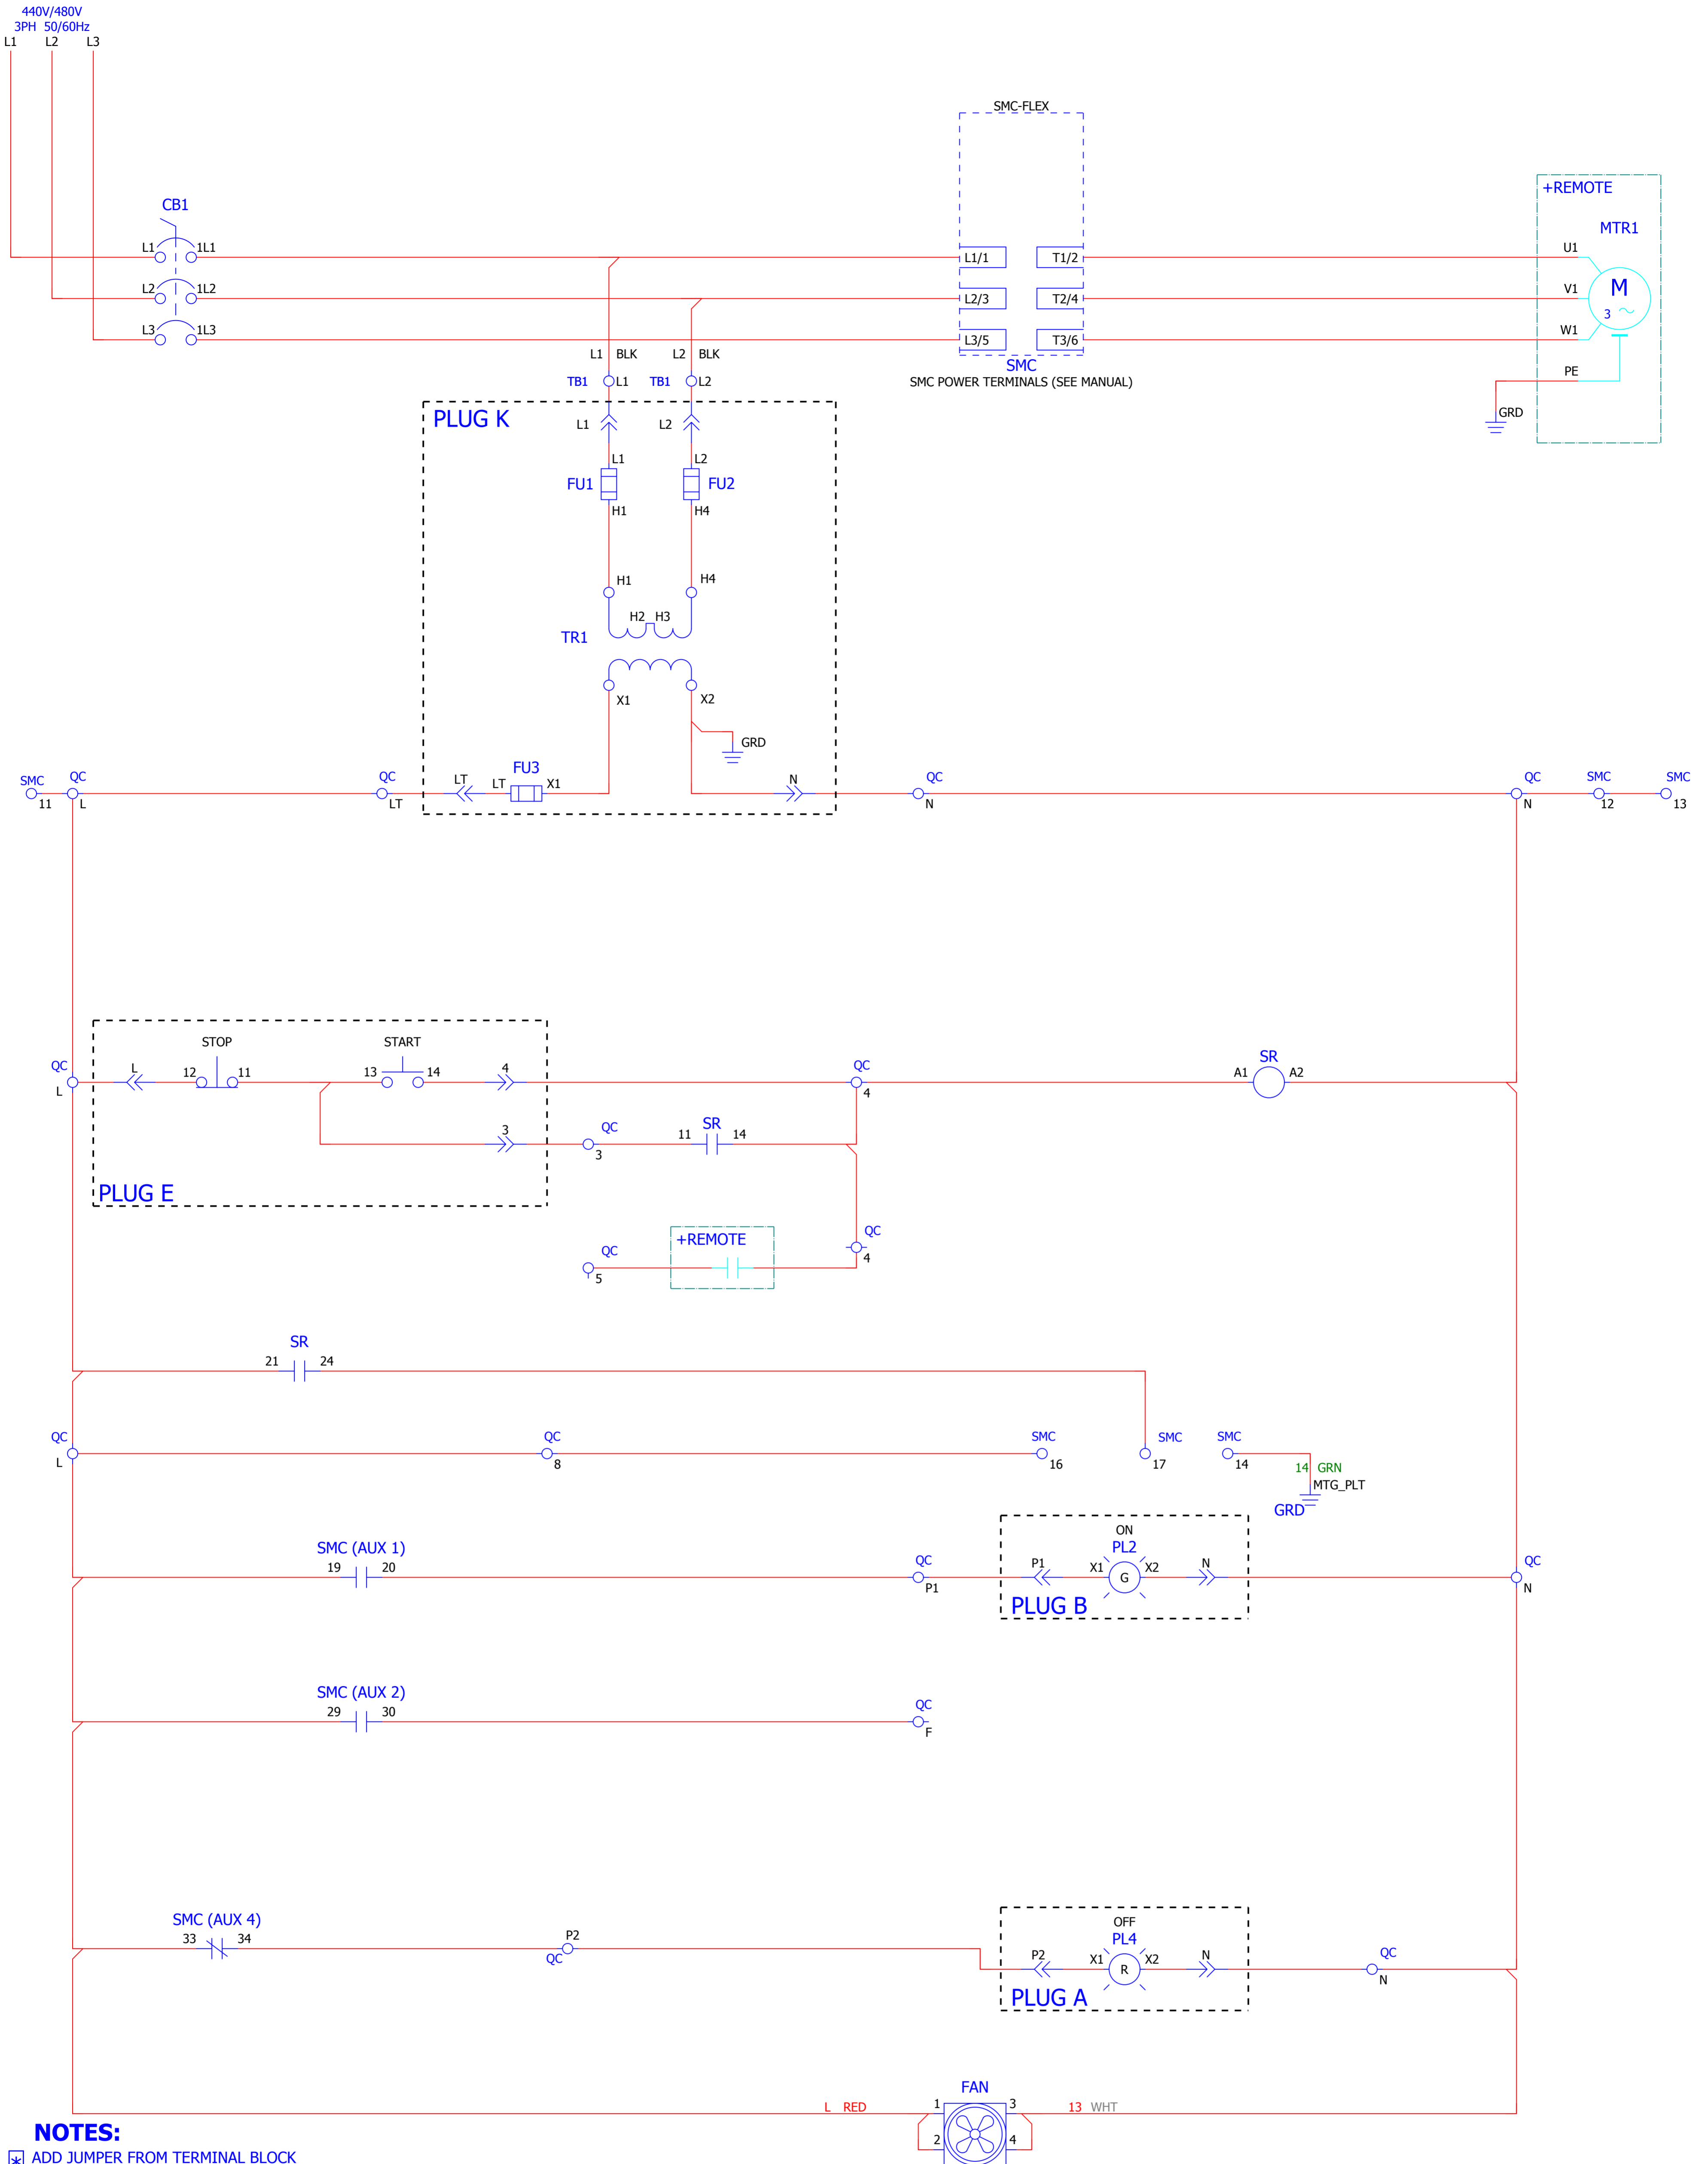 440V/480V
3PH 50/60Hz
L1 L2 L3
SMC-FLEX
+REMOTE
CB1
MTR1
L1 1L1 L1/1 T1/2 U1
L2 1L2 L2/3 T2/4 V1
M
3
L3 1L3 L3/5 T3/6 W1
L1 BLK L2 BLK
SMC
SMC POWER TERMINALS (SEE MANUAL)
PE
TB1 L1 TB1 L2
GRD
PLUG K
L1 L2
L1 L2
FU1 FU2
H1 H4
H1 H4
H2 H3
TR1
X1 X2
GRD
SMC QC QC LT LT FU3 X1 N QC QC SMC SMC
11 L LT N N 12 13
STOP START
QC L 12 11 13 14 4 QC SR
L 4 A1 A2
3 QC 11 SR 14
3
PLUG E
QC +REMOTE QC
5 4
SR
21 24
QC QC SMC SMC SMC
L 8 16 17 14
14 GRN
MTG_PLT
GRD
ON
SMC (AUX 1) PL2
19 20 QC P1 X1 G X2 N QC
P1 N
PLUG B
SMC (AUX 2)
29 30 QC
F
OFF
SMC (AUX 4) PL4
33 34 P2 P2 X1 R X2 N QC
QC N
PLUG A
FAN
L RED 1 3 13 WHT
2 4
NOTES:
* ADD JUMPER FROM TERMINAL BLOCK